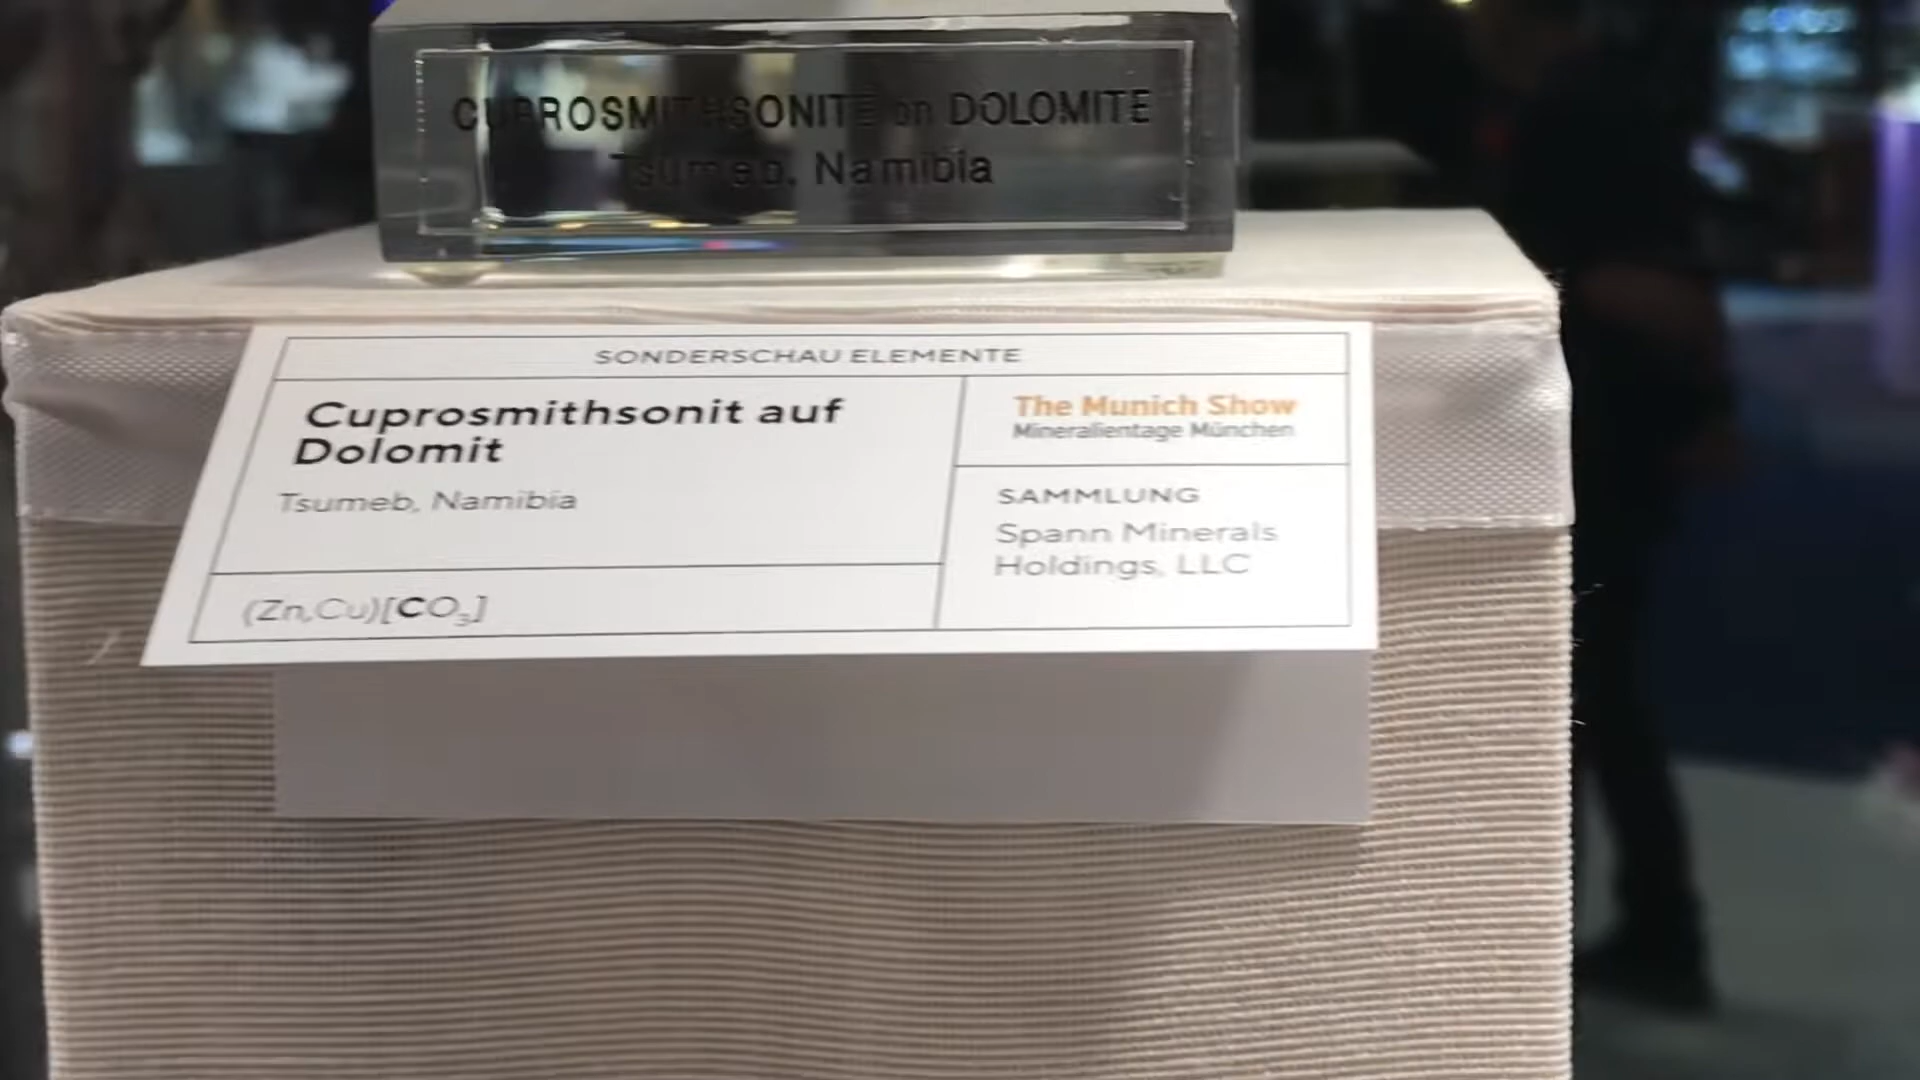 CUPROSMITHSONITE on DOLOMITE
Tsumeb, Namibia
SONDERSCHAU ELEMENTE
Cuprosmithsonit auf
Dolomit
Tsumeb, Namibia
(Zn,Cu)[CO₃]
The Munich Show
Mineralientage München
SAMMLUNG
Spann Minerals
Holdings, LLC